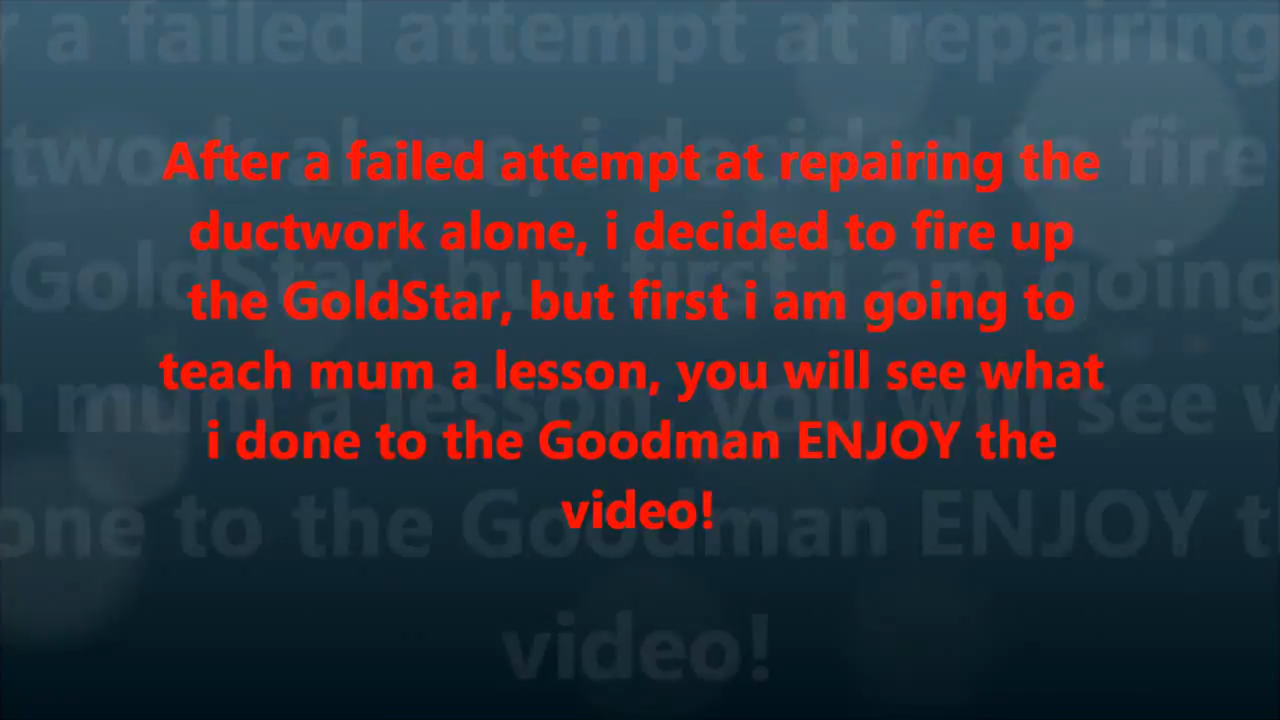 After a failed attempt at repairing the
ductwork alone, i decided to fire up
the GoldStar, but first i am going to
teach mum a lesson, you will see what
i done to the Goodman ENJOY the
video!